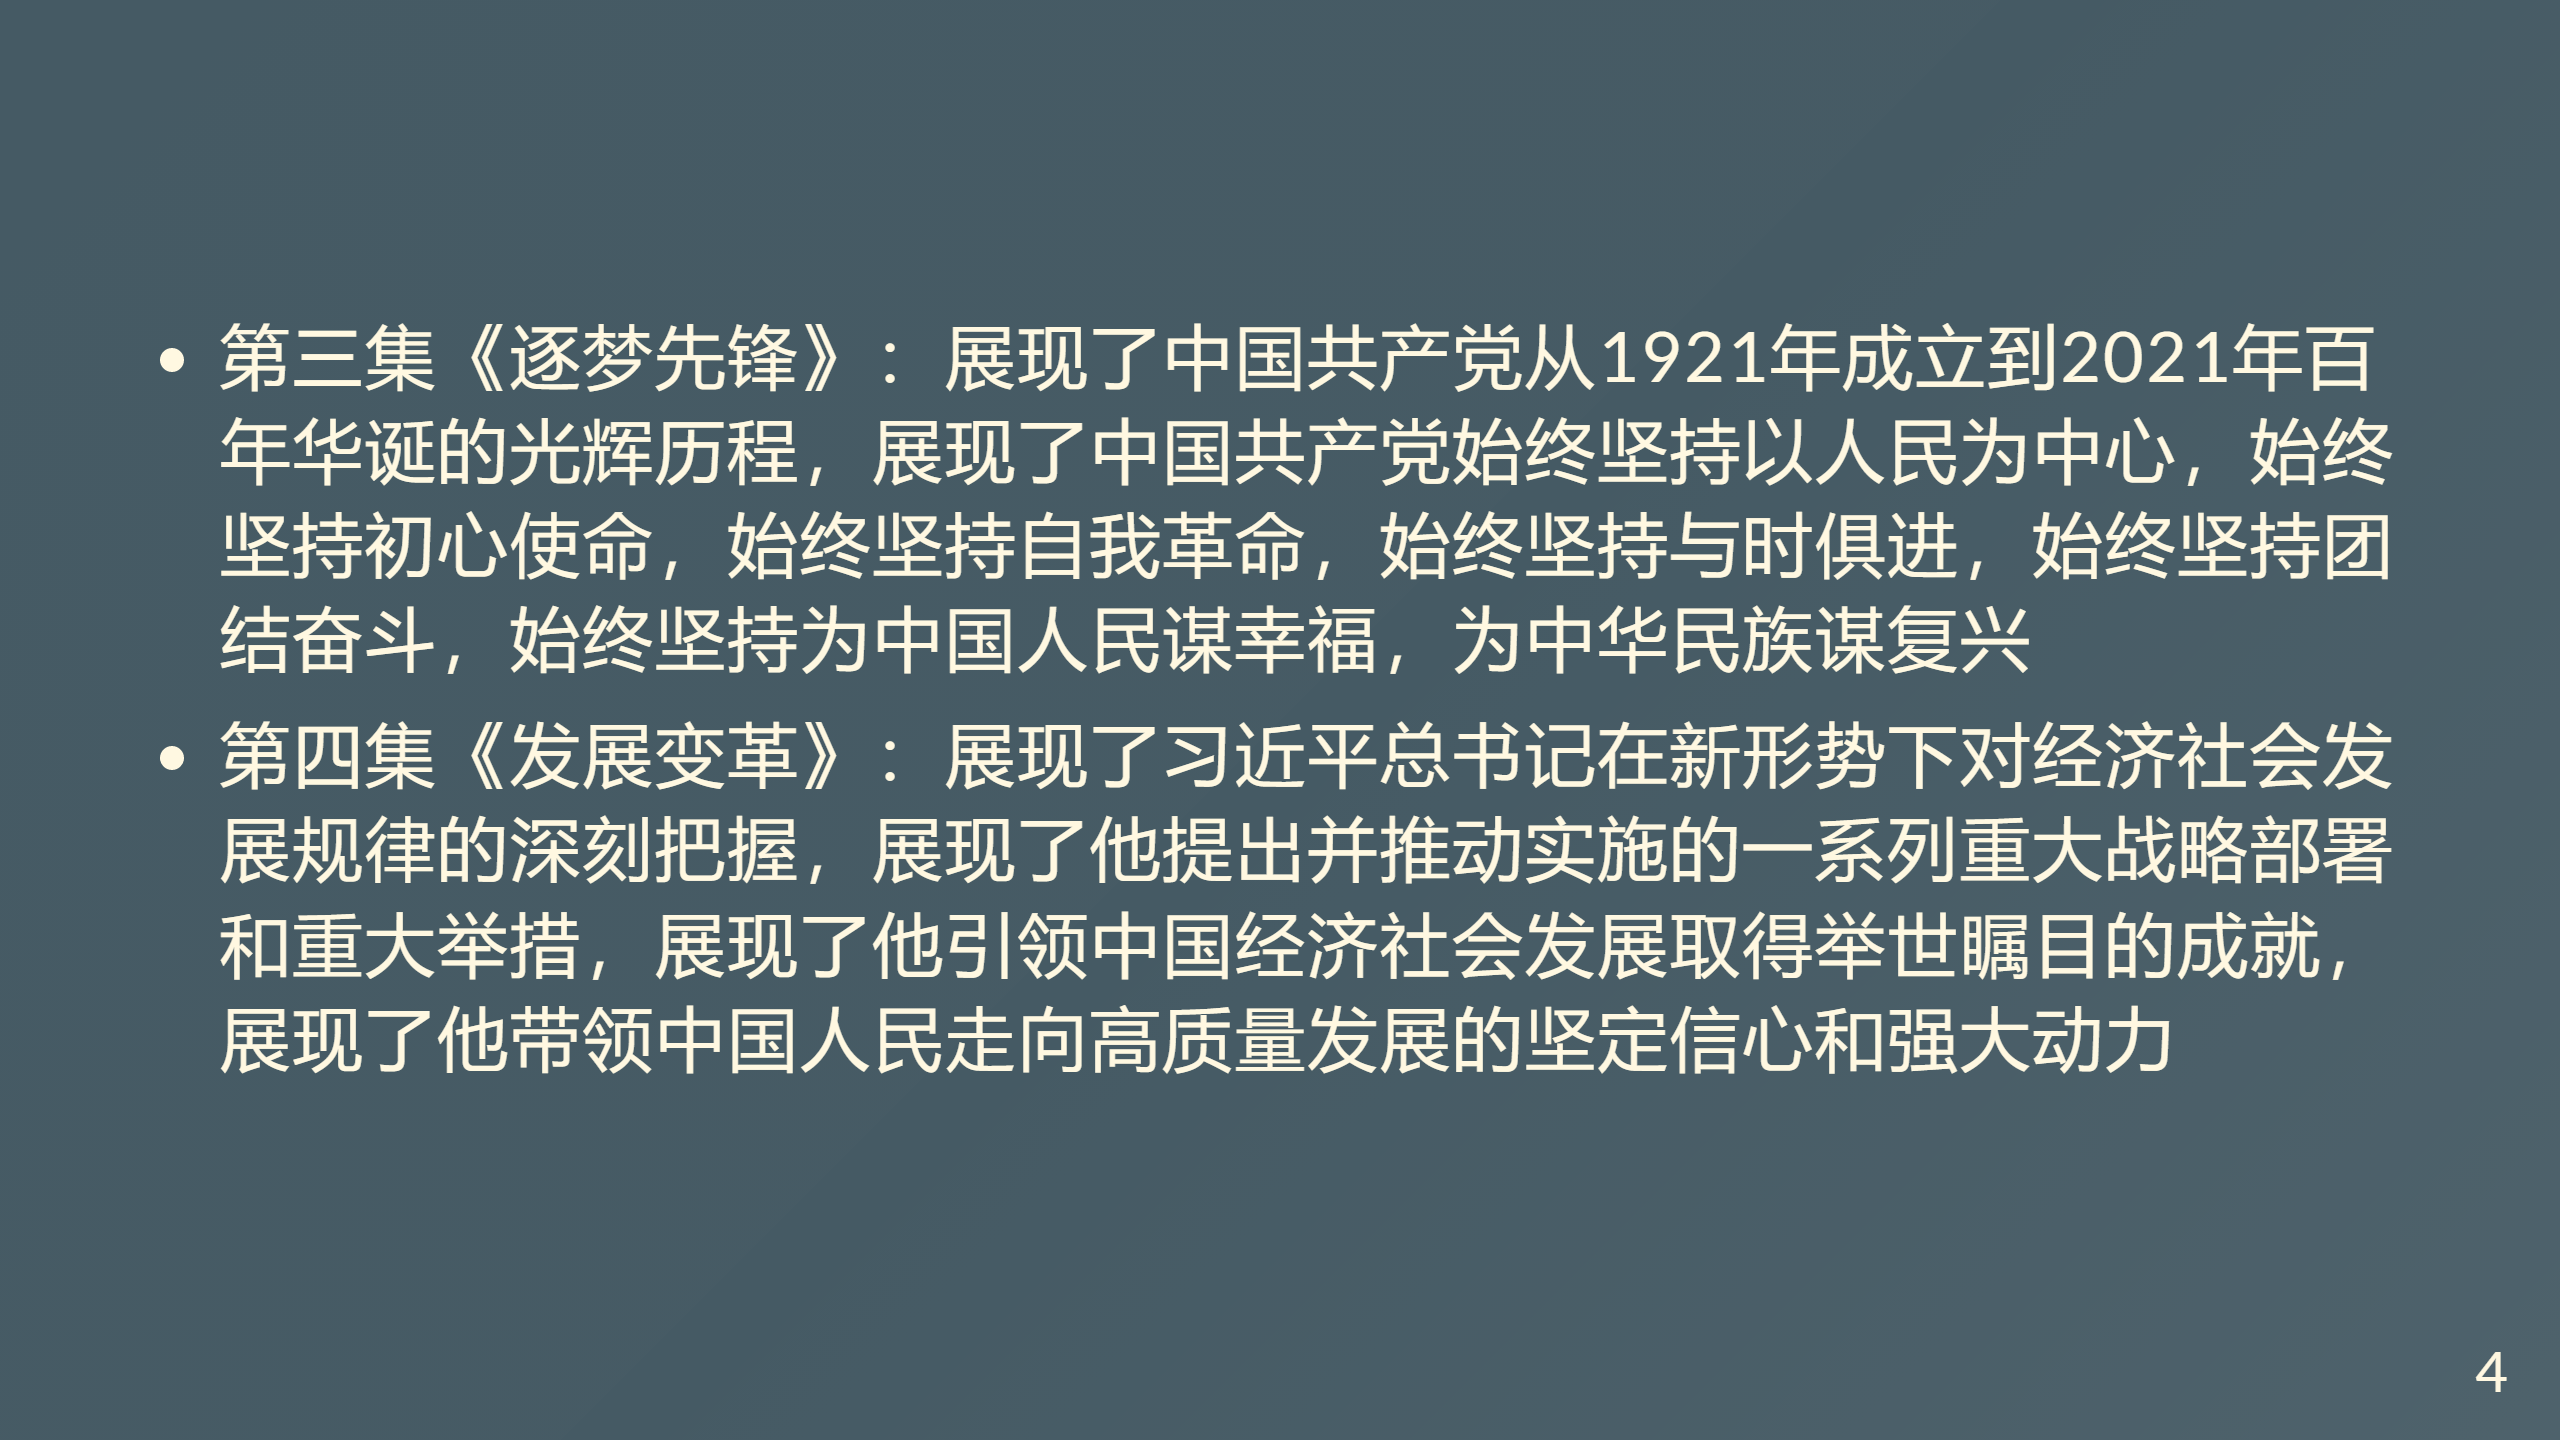 • 第三集《逐梦先锋》：展现了中国共产党从1921年成立到2021年百
年华诞的光辉历程，展现了中国共产党始终坚持以人民为中心，始终
坚持初心使命，始终坚持自我革命，始终坚持与时俱进，始终坚持团
结奋斗，始终坚持为中国人民谋幸福，为中华民族谋复兴
• 第四集《发展变革》：展现了习近平总书记在新形势下对经济社会发
展规律的深刻把握，展现了他提出并推动实施的一系列重大战略部署
和重大举措，展现了他引领中国经济社会发展取得举世瞩目的成就，
展现了他带领中国人民走向高质量发展的坚定信心和强大动力
4